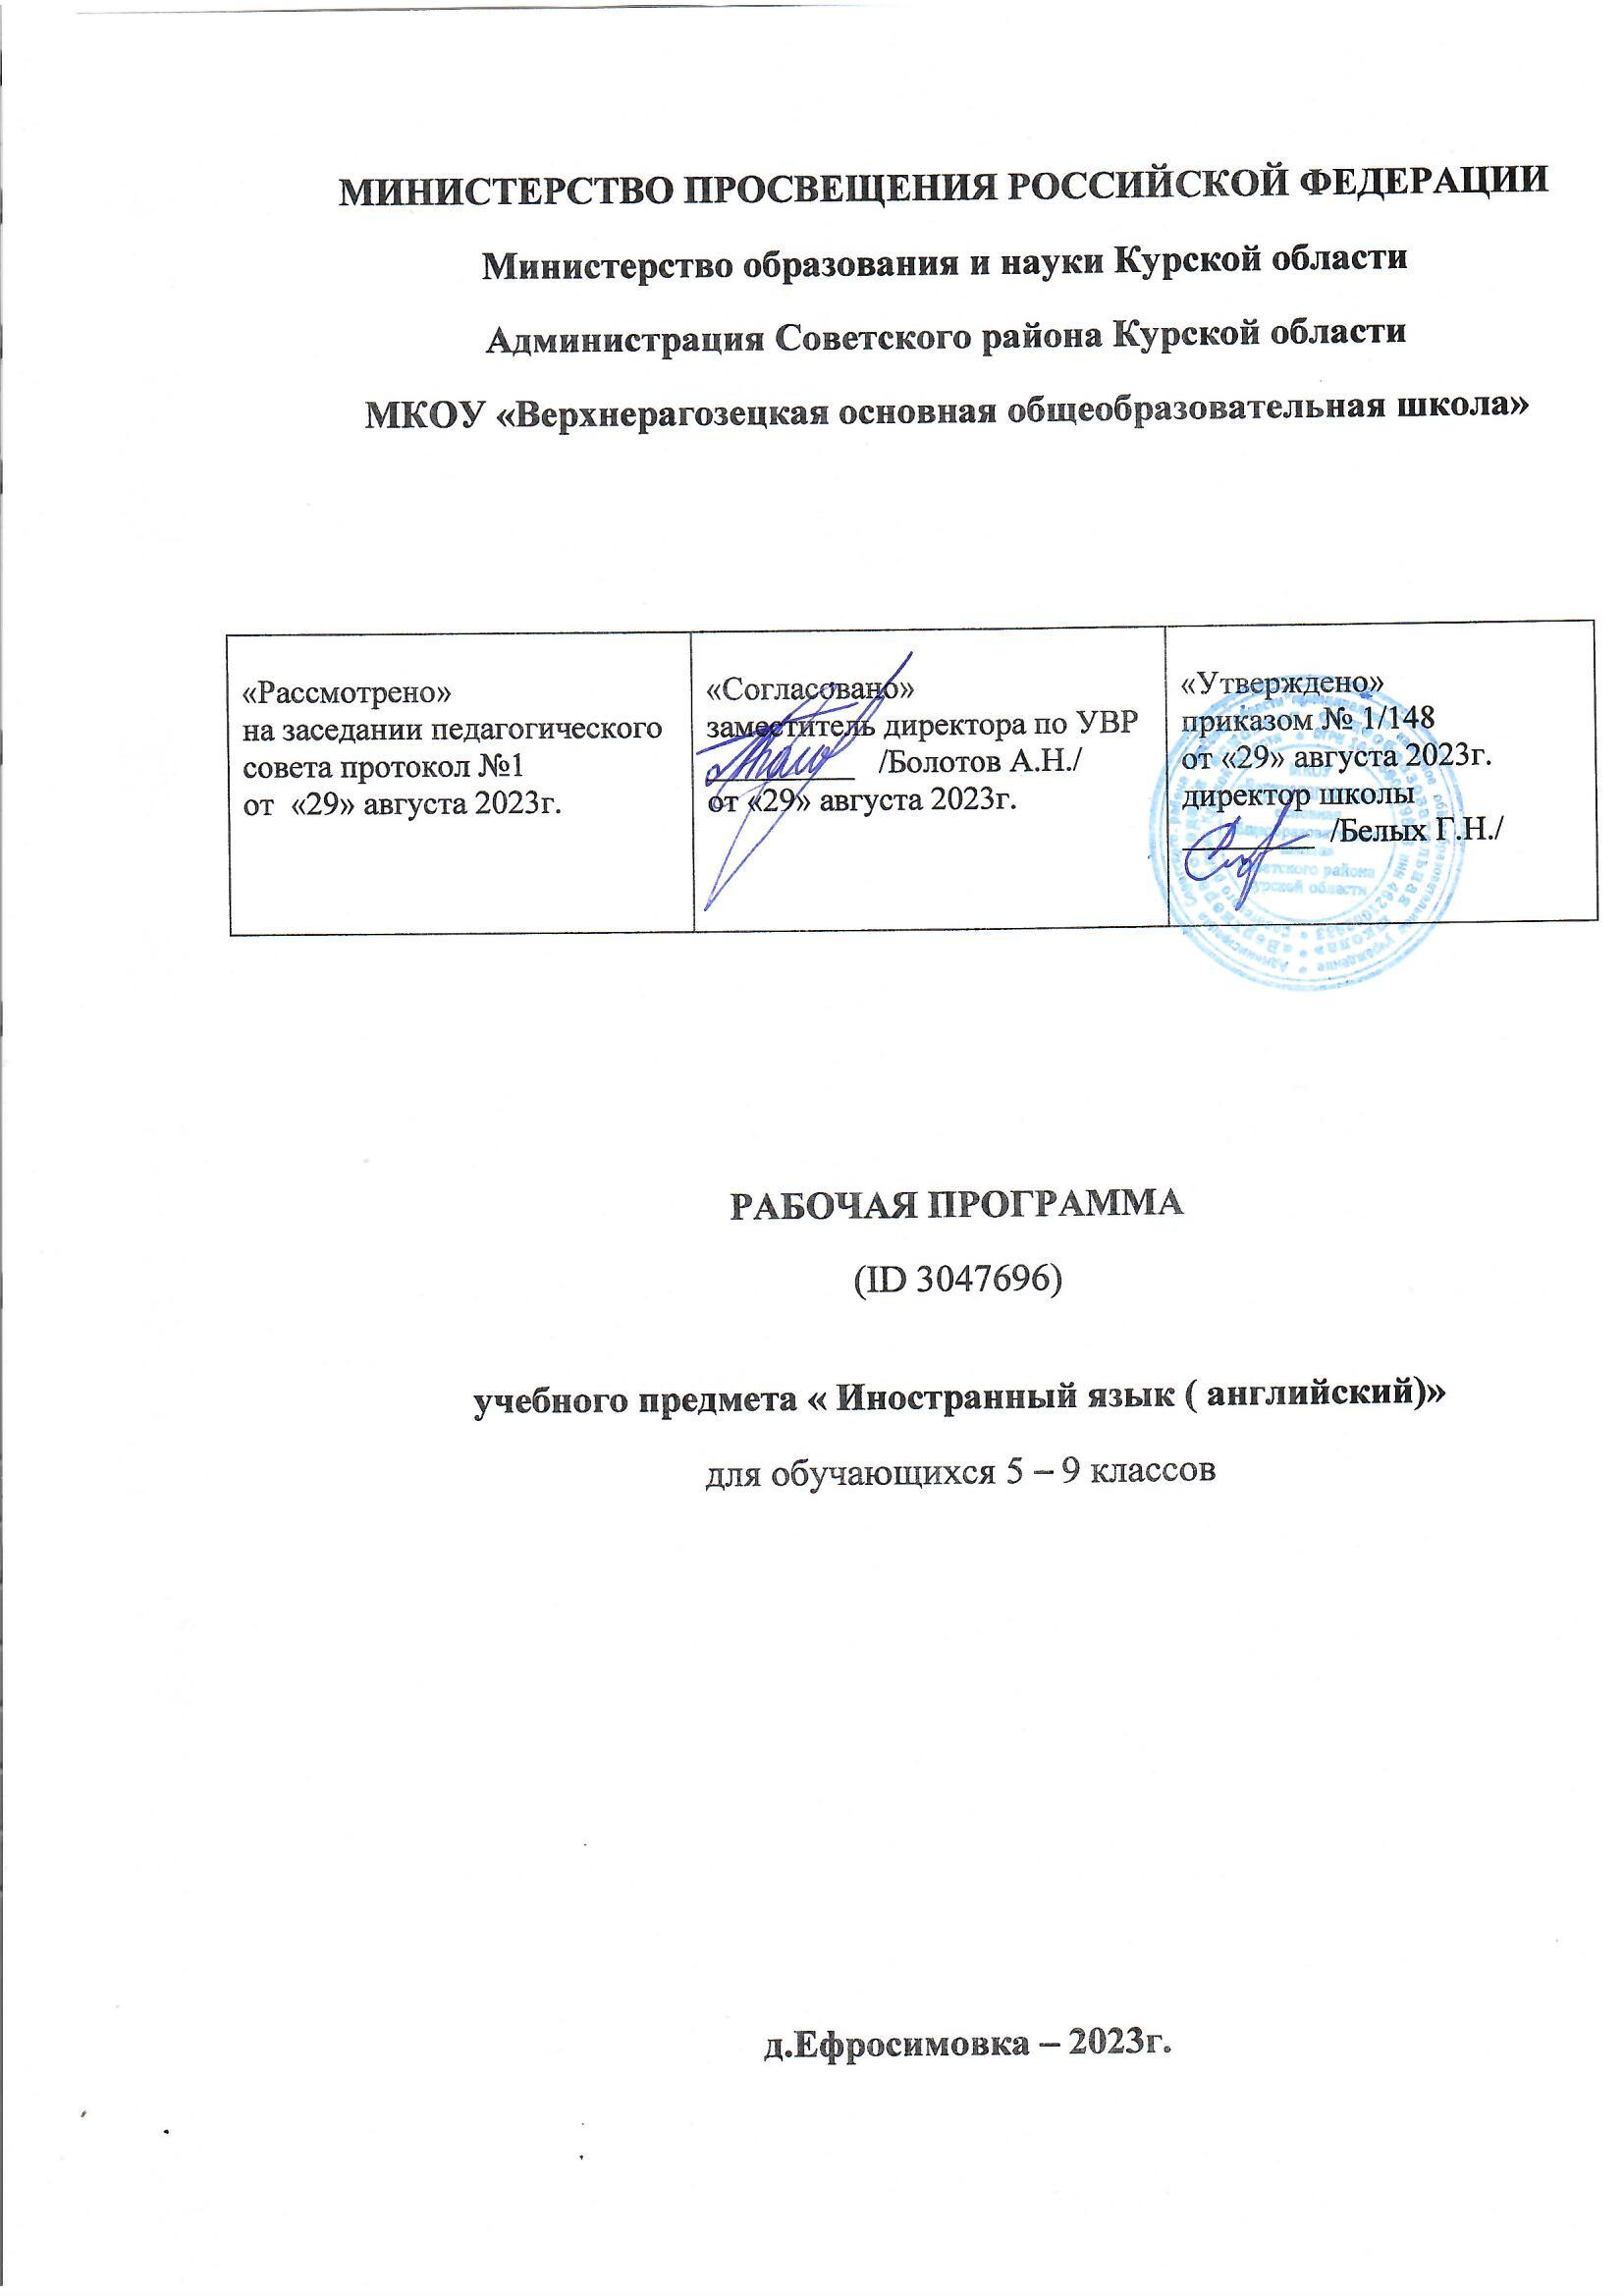 МИНИСТЕРСТВО ПРОСВЕЩЕНИЯ РОССИЙСКОЙ ФЕДЕРАЦИИ
Министерство образования и науки Курской области
Администрация Советского района Курской области
МКОУ «Верхнерагозецкая основная общеобразовательная школа»
«Рассмотрено»
на заседании педагогического
совета протокол №1
от «29» августа 2023г.
«Согласовано»
заместитель директора по УВР
/Болотов А.Н./
от «29» августа 2023г.
«Утверждено»
приказом № 1/148
от «29» августа 2023г.
директор школы
/Белых Г.Н./
района
Курской области
РАБОЧАЯ ПРОГРАММА
(ID 3047696)
учебного предмета « Иностранный язык ( английский)»
для обучающихся 5 – 9 классов
д.Ефросимовка – 2023г.